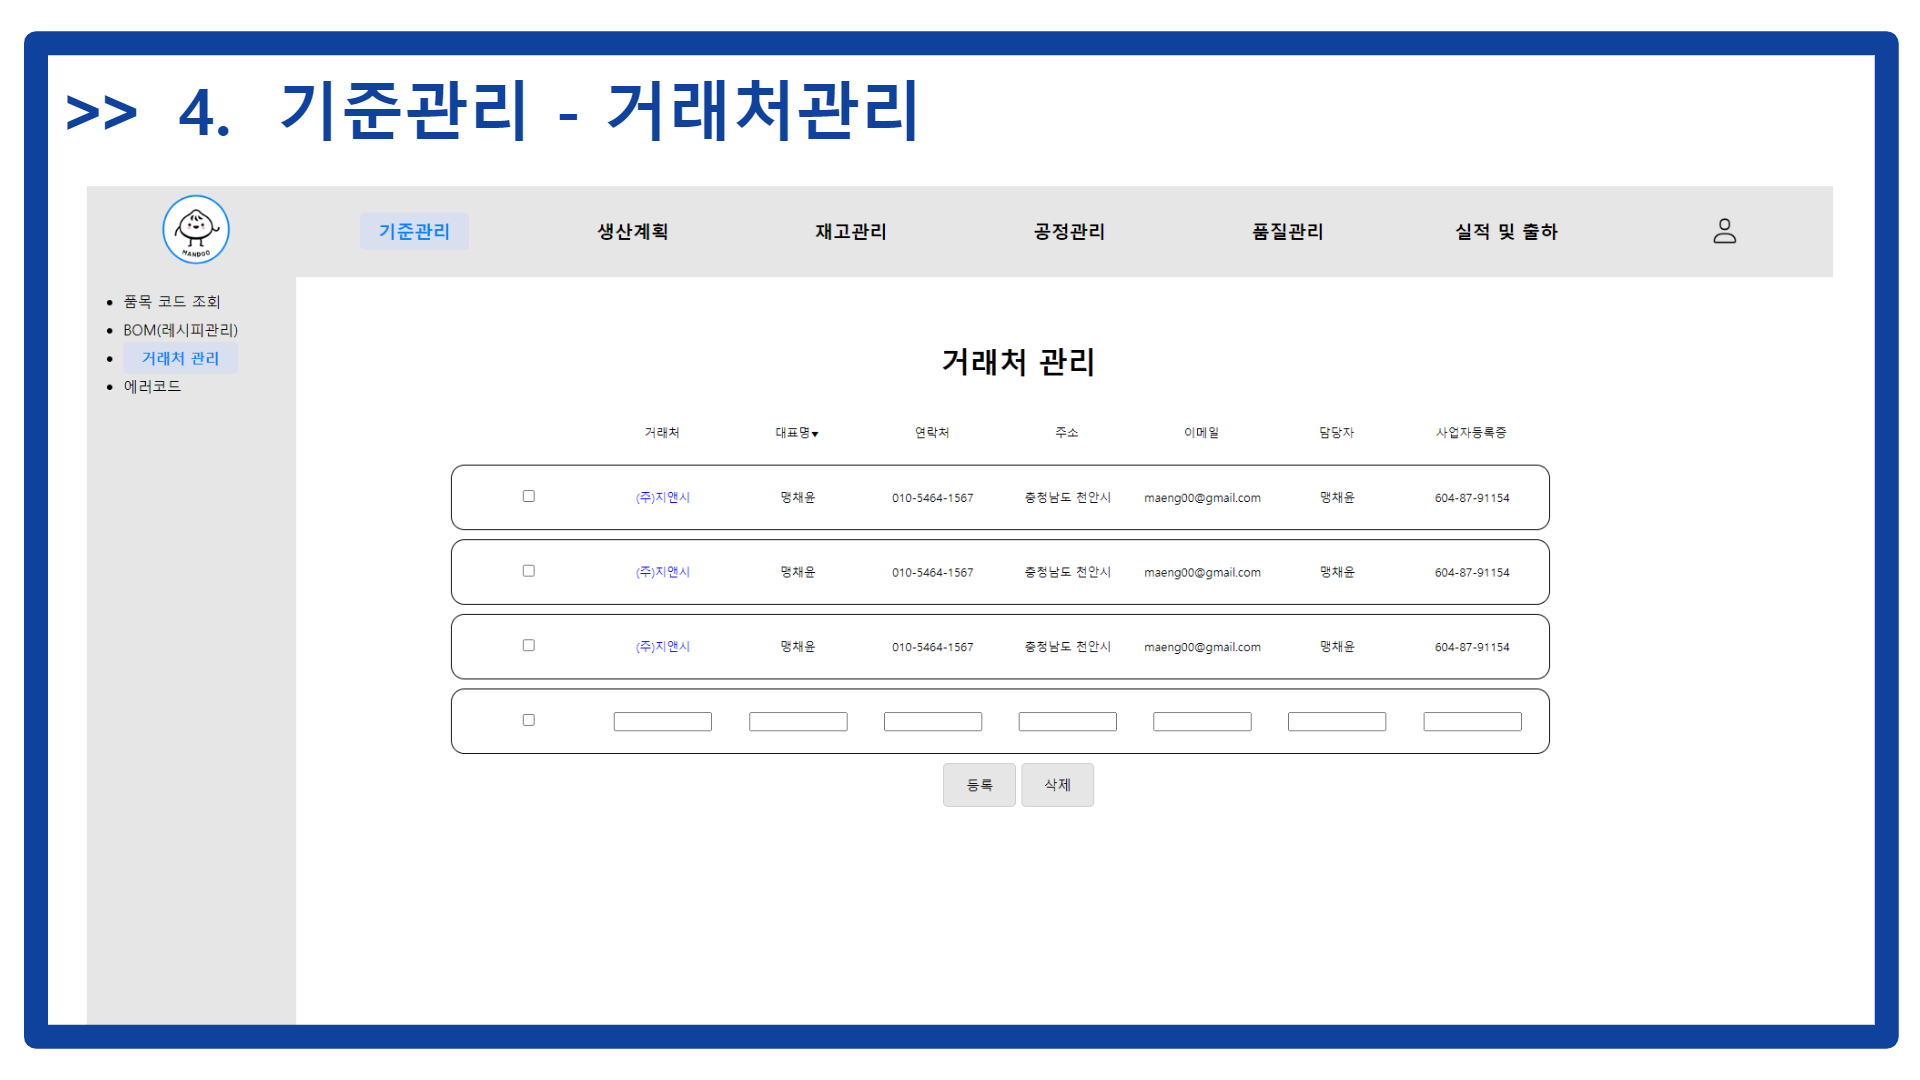 >> 4. 기준관리 - 거래처관리
MANDOO
기준관리 생산계획 재고관리 공정관리 품질관리 실적 및 출하
품목 코드 조회
BOM(레시피관리)
거래처 관리
에러코드
거래처 관리
거래처 대표명▼ 연락처 주소 이메일 담당자 사업자등록증
(주)지앤시 맹채윤 010-5464-1567 충청남도 천안시 maeng00@gmail.com 맹채윤 604-87-91154
(주)지앤시 맹채윤 010-5464-1567 충청남도 천안시 maeng00@gmail.com 맹채윤 604-87-91154
(주)지앤시 맹채윤 010-5464-1567 충청남도 천안시 maeng00@gmail.com 맹채윤 604-87-91154
등록 삭제